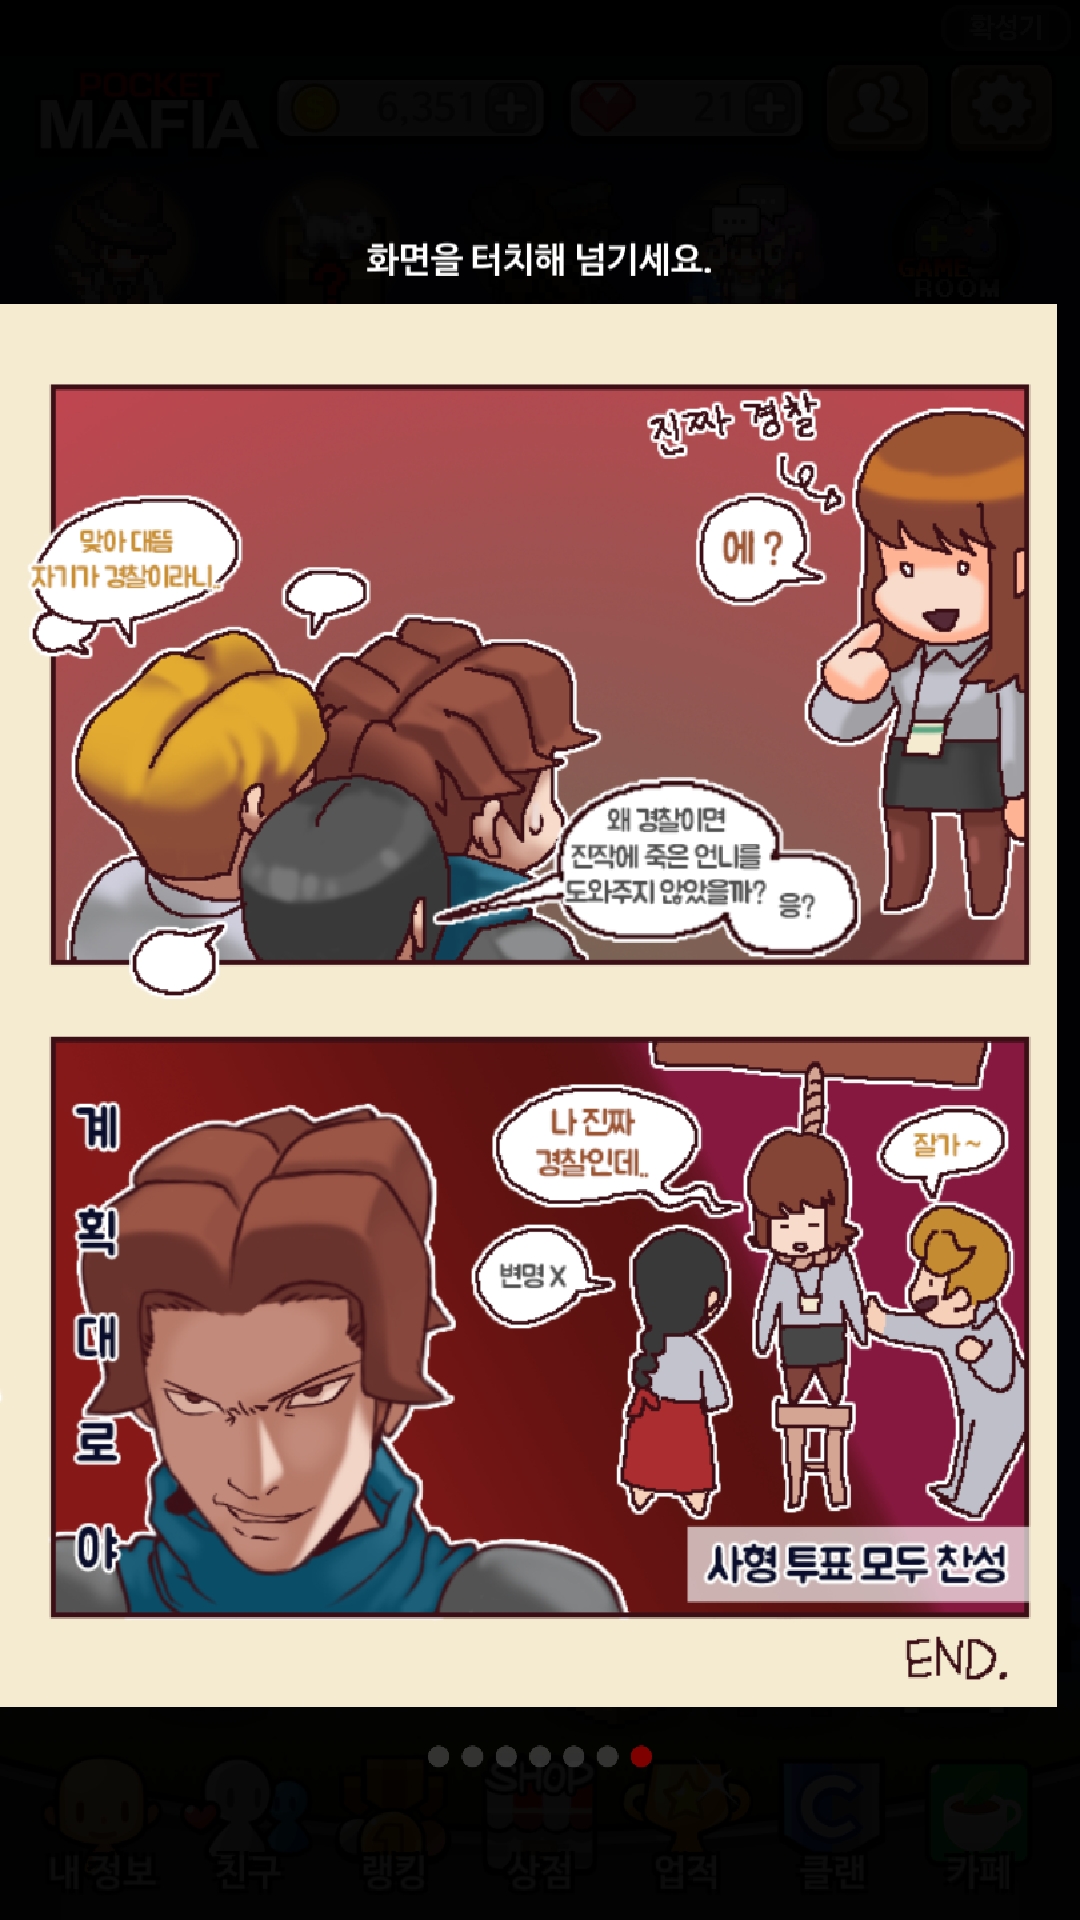 확성기
POCKET
MAFIA
6,351
21
화면을 터치해 넘기세요.
GAME
ROOM
진짜 경찰
맞아 대뜸
자기가 경찰이라니..
에 ?
왜 경찰이면
진작에 죽은 언니를
도와주지 않았을까?
응?
계
획
대
로
야
나 진짜
경찰인데..
잘가 ~
변명 X
사형 투표 모두 찬성
END.
SHOP
C
내 정보
친구
랭킹
상점
업적
클랜
카페